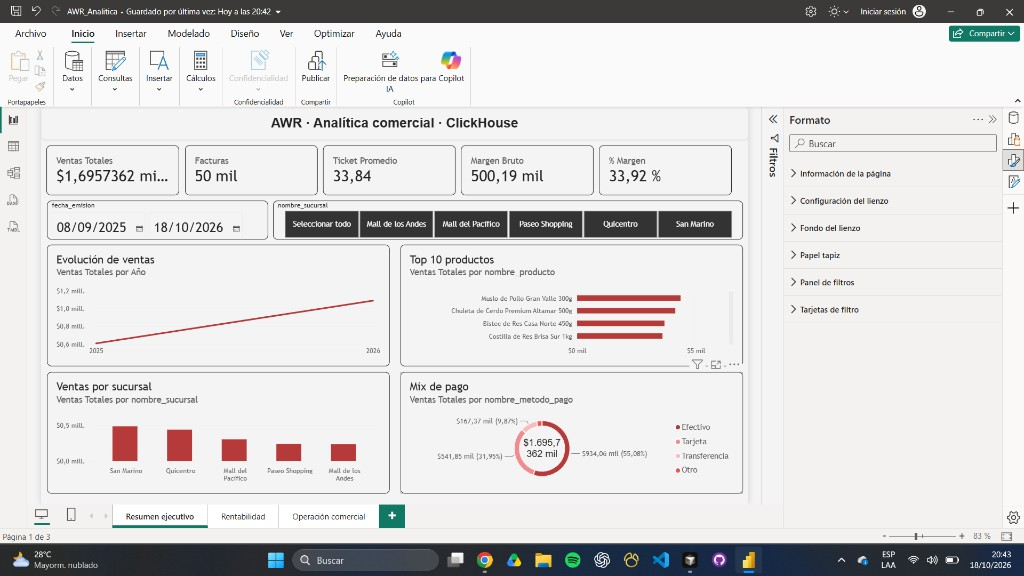 AWR_Analitica • Guardado por última vez: Hoy a las 20:42
Iniciar sesión
Archivo
Inicio
Insertar
Modelado
Diseño
Ver
Optimizar
Ayuda
Compartir
Pegar
Datos
Consultas
Insertar
Cálculos
Confidencialidad
Publicar
Preparación de datos para IA
Copilot
Portapapeles
Confidencialidad
Compartir
Copilot
AWR · Analítica comercial · ClickHouse
Ventas Totales
$1,6957362 mi...
Facturas
50 mil
Ticket Promedio
33,84
Margen Bruto
500,19 mil
% Margen
33,92 %
fecha_emision
08/09/2025
18/10/2026
nombre_sucursal
Seleccionar todo
Mall de los Andes
Mall del Pacífico
Paseo Shopping
Quicentro
San Marino
Evolución de ventas
Ventas Totales por Año
$1,2 mill.
$1,0 mill.
$0,8 mill.
$0,6 mill.
2025
2026
Top 10 productos
Ventas Totales por nombre_producto
Muslo de Pollo Gran Valle 300g
Chuleta de Cerdo Premium Altamar 500g
Bistec de Res Casa Norte 450g
Costilla de Res Brisa Sur 1kg
$0 mil
$5 mil
Ventas por sucursal
Ventas Totales por nombre_sucursal
$0,5 mill.
$0,0 mill.
San Marino
Quicentro
Mall del Pacífico
Paseo Shopping
Mall de los Andes
Mix de pago
Ventas Totales por nombre_metodo_pago
$167,37 mil (9,87%)
$541,85 mil (31,95%)
$1.695,7
362 mil
$934,06 mil (55,08%)
Efectivo
Tarjeta
Transferencia
Otro
Filtros
Formato
Buscar
Información de la página
Configuración del lienzo
Fondo del lienzo
Papel tapiz
Panel de filtros
Tarjetas de filtro
Resumen ejecutivo
Rentabilidad
Operación comercial
Página 1 de 3
83 %
28°C
Mayorm. nublado
Buscar
ESP
LAA
20:43
18/10/2026